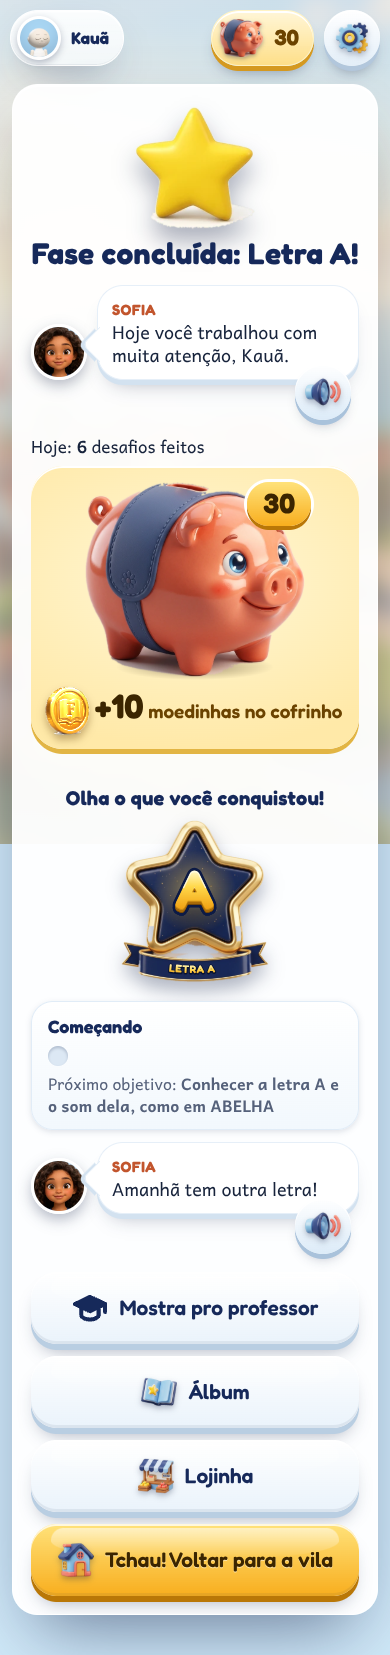 Kauã
30
Fase concluída: Letra A!
SOFIA
Hoje você trabalhou com
muita atenção, Kauã.
Hoje: 6 desafios feitos
30
F
+10 moedinhas no cofrinho
Olha o que você conquistou!
A
LETRA A
Começando
Próximo objetivo: Conhecer a letra A e
o som dela, como em ABELHA
SOFIA
Amanhã tem outra letra!
Mostra pro professor
Álbum
Lojinha
Tchau! Voltar para a vila